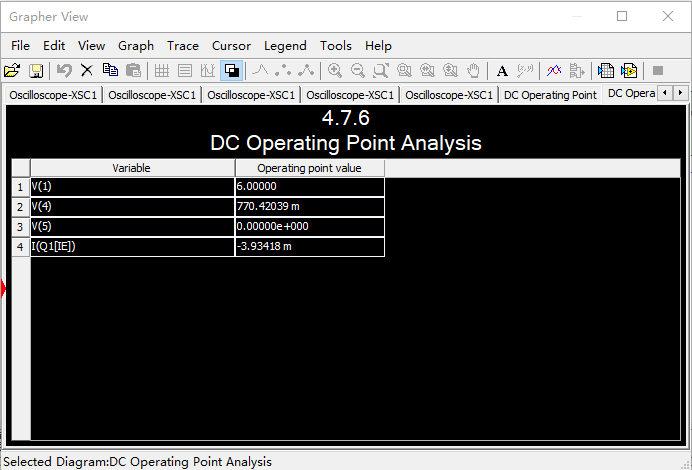 Grapher View
File Edit View Graph Trace Cursor Legend Tools Help
A
Oscilloscope-XSC1 Oscilloscope-XSC1 Oscilloscope-XSC1 Oscilloscope-XSC1 Oscilloscope-XSC1 DC Operating Point DC Opera
4.7.6
DC Operating Point Analysis
Variable Operating point value
1 V(1) 6.00000
2 V(4) 770.42039 m
3 V(5) 0.00000e+000
4 I(Q1[IE]) -3.93418 m
Selected Diagram:DC Operating Point Analysis